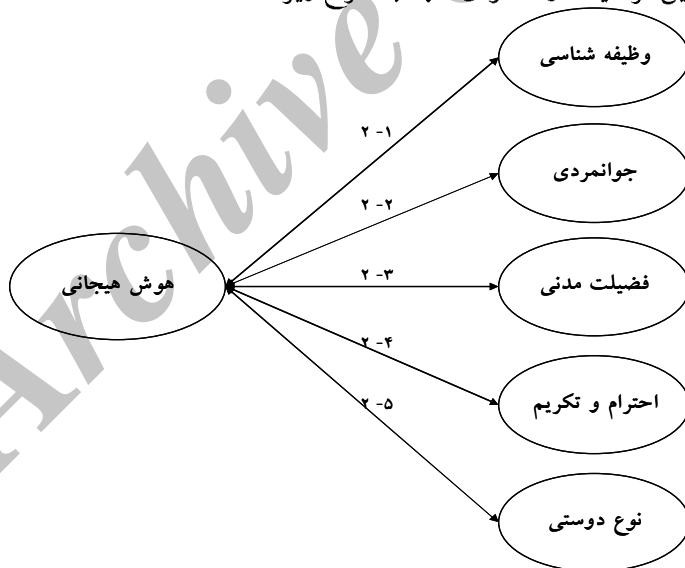 وظیفه شناسی
۲ -۱
جوانمردی
۲ -۲
فضیلت مدنی
۲ -۳
هوش هیجانی
۲ -۴
احترام و تکریم
۲ -۵
نوع دوستی
Archive